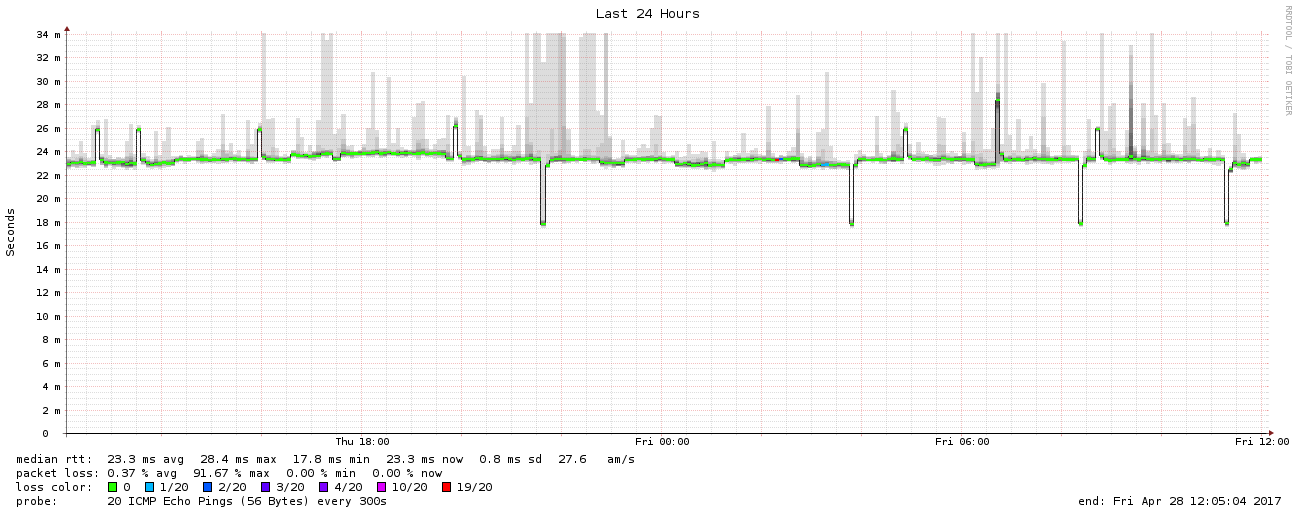 Last 24 Hours
RRDTOOL / TOBI OETIKER
Seconds
34 m
32 m
30 m
28 m
26 m
24 m
22 m
20 m
18 m
16 m
14 m
12 m
10 m
8 m
6 m
4 m
2 m
0
Thu 18:00 Fri 00:00 Fri 06:00 Fri 12:00
median rtt: 23.3 ms avg 28.4 ms max 17.8 ms min 23.3 ms now 0.8 ms sd 27.6 am/s
packet loss: 0.37 % avg 91.67 % max 0.00 % min 0.00 % now
loss color: 0 1/20 2/20 3/20 4/20 10/20 19/20
probe: 20 ICMP Echo Pings (56 Bytes) every 300s end: Fri Apr 28 12:05:04 2017